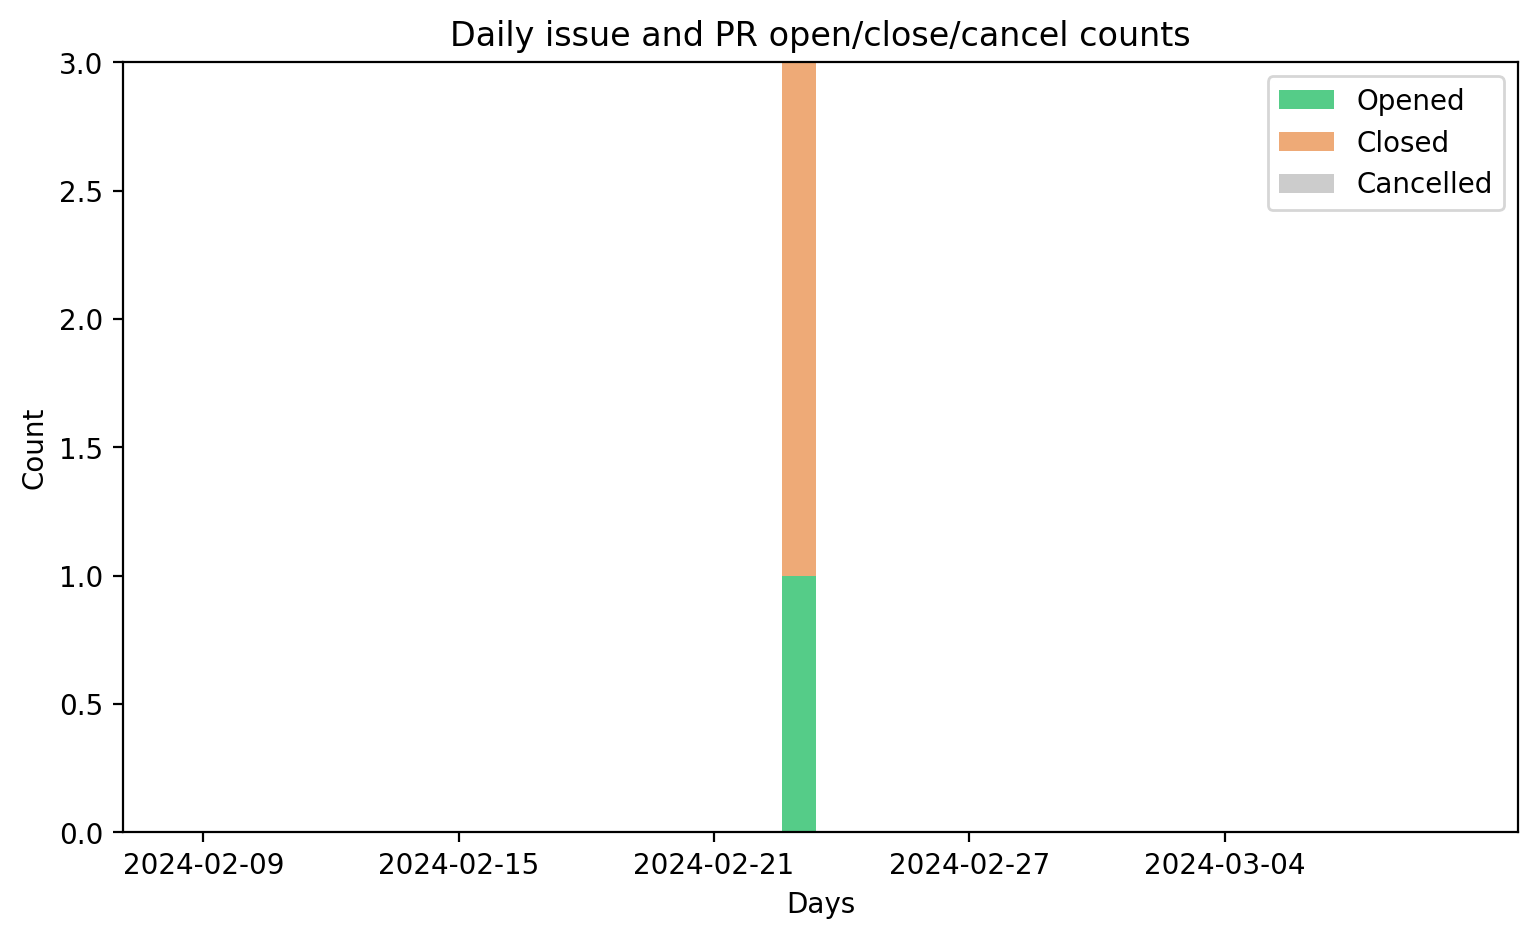 Daily issue and PR open/close/cancel counts
3.0
2.5
2.0
1.5
1.0
0.5
0.0
Count
Opened
Closed
Cancelled
2024-02-09
2024-02-15
2024-02-21
2024-02-27
2024-03-04
Days